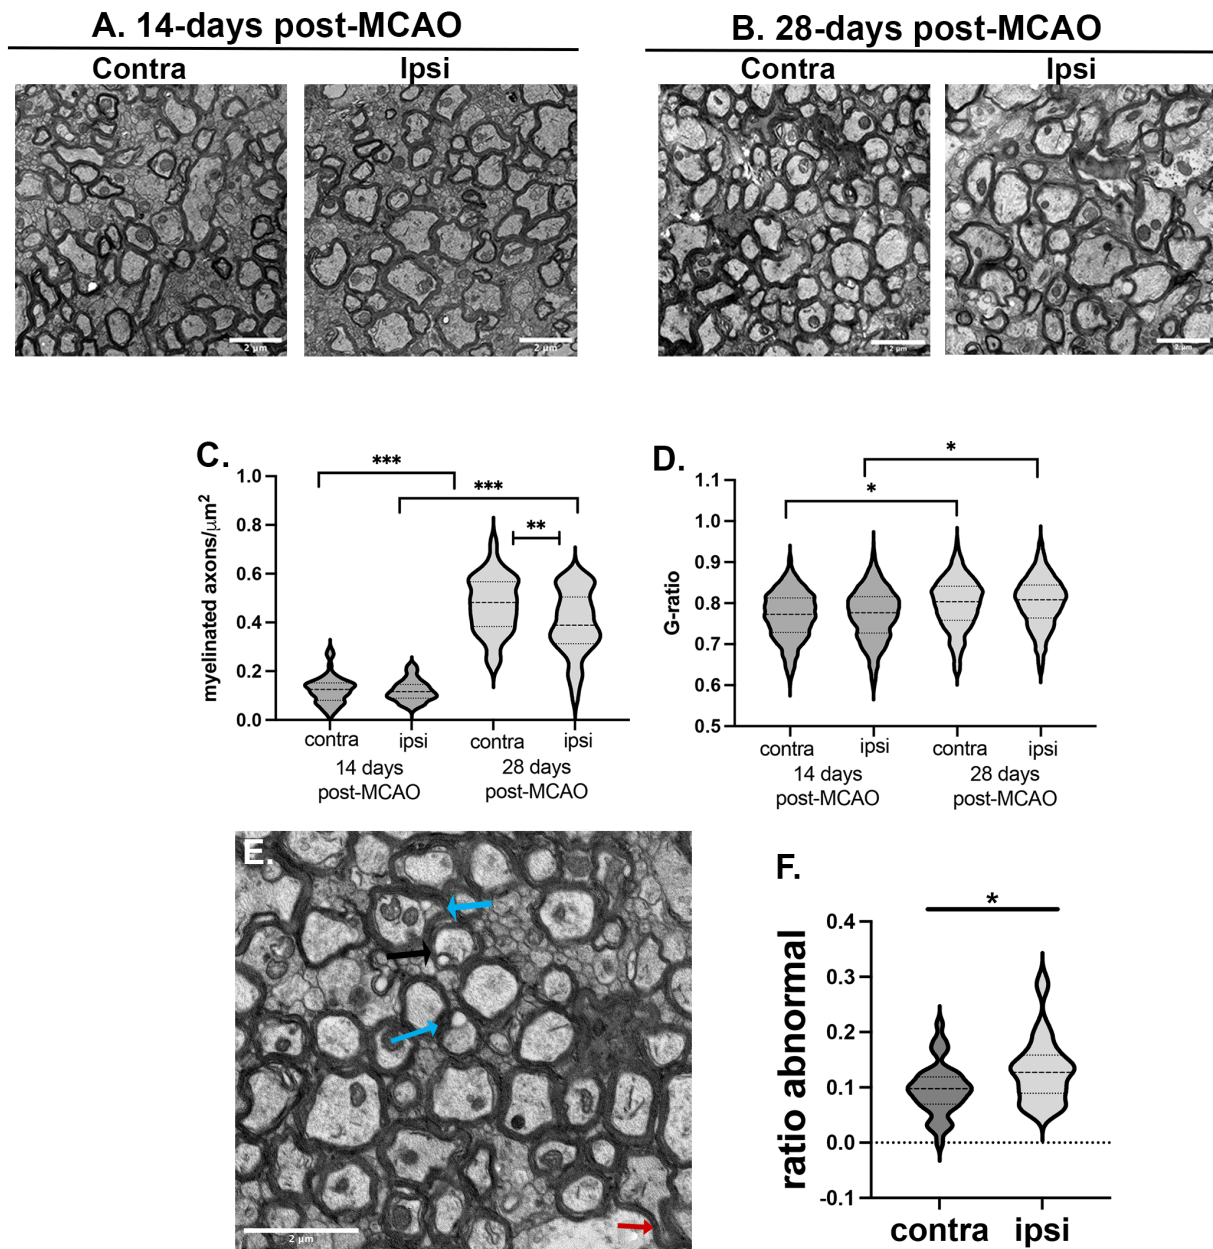 A. 14-days post-MCAO
B. 28-days post-MCAO
Contra
Ipsi
Contra
Ipsi
2 µm
2 µm
2 µm
2 µm
C.
***
***
**
1.0
0.8
0.6
0.4
0.2
0.0
myelinated axons/µm²
contra
ipsi
contra
ipsi
14 days
post-MCAO
28 days
post-MCAO
D.
*
*
1.1
1.0
0.9
0.8
0.7
0.6
0.5
G-ratio
contra
ipsi
contra
ipsi
14 days
post-MCAO
28 days
post-MCAO
E.
2 µm
F.
*
0.4
0.3
0.2
0.1
0.0
-0.1
ratio abnormal
contra
ipsi